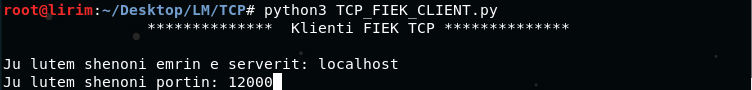 root@lirim:~/Desktop/LM/TCP# python3 TCP_FIEK_CLIENT.py
************** Klienti FIEK TCP **************
Ju lutem shenoni emrin e serverit: localhost
Ju lutem shenoni portin: 12000